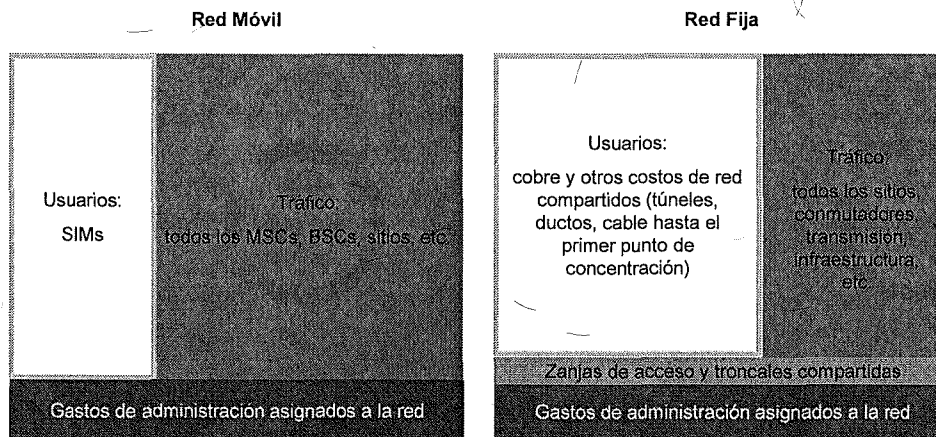 Red Móvil
Usuarios:
SIMs
Tráfico:
todos los MSCs, BSCs, sitios, etc.
Gastos de administración asignados a la red
Red Fija
Usuarios:
cobre y otros costos de red
compartidos (túneles,
ductos, cable hasta el
primer punto de
concentración)
Tráfico:
todos los sitios,
conmutadores,
transmisión,
infraestructura,
etc.
Zanjas de acceso y troncales compartidas
Gastos de administración asignados a la red